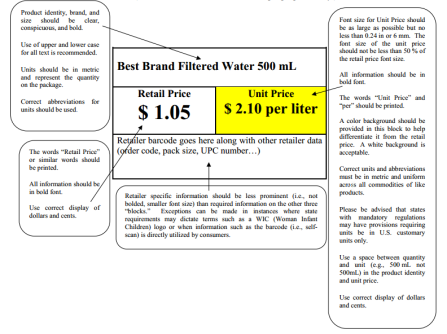 Product identity, brand, and
size should be clear,
conspicuous, and bold.
Use of upper and lower case
for all text is recommended.
Units should be in metric
and represent the quantity
on the package.
Correct abbreviations for
units should be used.
The words "Retail Price"
or similar words should
be printed.
All information should be
in bold font.
Use correct display of
dollars and cents.
Best Brand Filtered Water 500 mL
Retail Price
$ 1.05
Unit Price
$ 2.10 per liter
Retailer barcode goes here along with other retailer data
(order code, pack size, UPC number…)
Retailer specific information should be less prominent (i.e., not
bolded, smaller font size) than required information on the other three
"blocks." Exceptions can be made in instances where state
requirements may dictate terms such as a WIC (Woman Infant
Children) logo or when information such as the barcode (i.e., self-
scan) is directly utilized by consumers.
Font size for Unit Price should
be as large as possible but no
less than 0.24 in or 6 mm. The
font size of the unit price
should not be less than 50 % of
the retail price font size.
All information should be in
bold font.
The words "Unit Price" and
"per" should be printed.
A color background should be
provided in this block to help
differentiate it from the retail
price. A white background is
acceptable.
Correct units and abbreviations
must be in metric and uniform
across all commodities of like
products.
Please be advised that states
with mandatory regulations
may have provisions requiring
units be in U.S. customary
units only.
Use a space between quantity
and unit (e.g., 500 mL not
500mL) in the product identity
and unit price.
Use correct display of dollars
and cents.